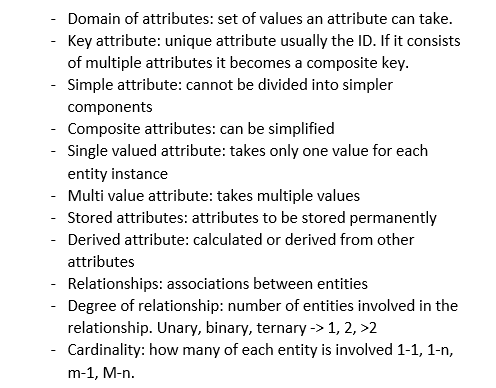 - Domain of attributes: set of values an attribute can take.
- Key attribute: unique attribute usually the ID. If it consists
of multiple attributes it becomes a composite key.
- Simple attribute: cannot be divided into simpler
components
- Composite attributes: can be simplified
- Single valued attribute: takes only one value for each
entity instance
- Multi value attribute: takes multiple values
- Stored attributes: attributes to be stored permanently
- Derived attribute: calculated or derived from other
attributes
- Relationships: associations between entities
- Degree of relationship: number of entities involved in the
relationship. Unary, binary, ternary -> 1, 2, >2
- Cardinality: how many of each entity is involved 1-1, 1-n,
m-1, M-n.